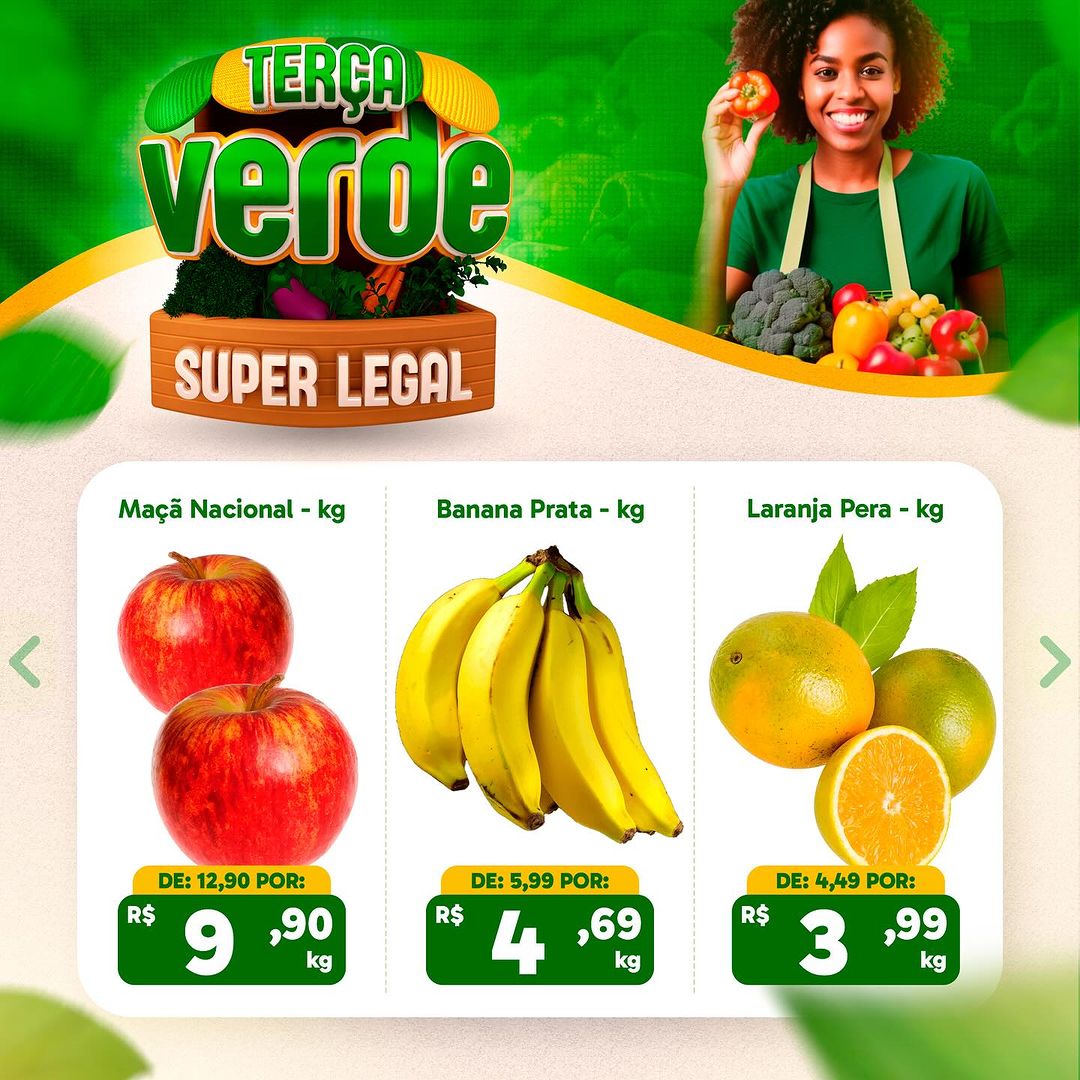 TERÇA
verde
SUPER LEGAL
Maçã Nacional - kg
Banana Prata - kg
Laranja Pera - kg
DE: 12,90 POR:
R$ 9,90
kg
DE: 5,99 POR:
R$ 4,69
kg
DE: 4,49 POR:
R$ 3,99
kg